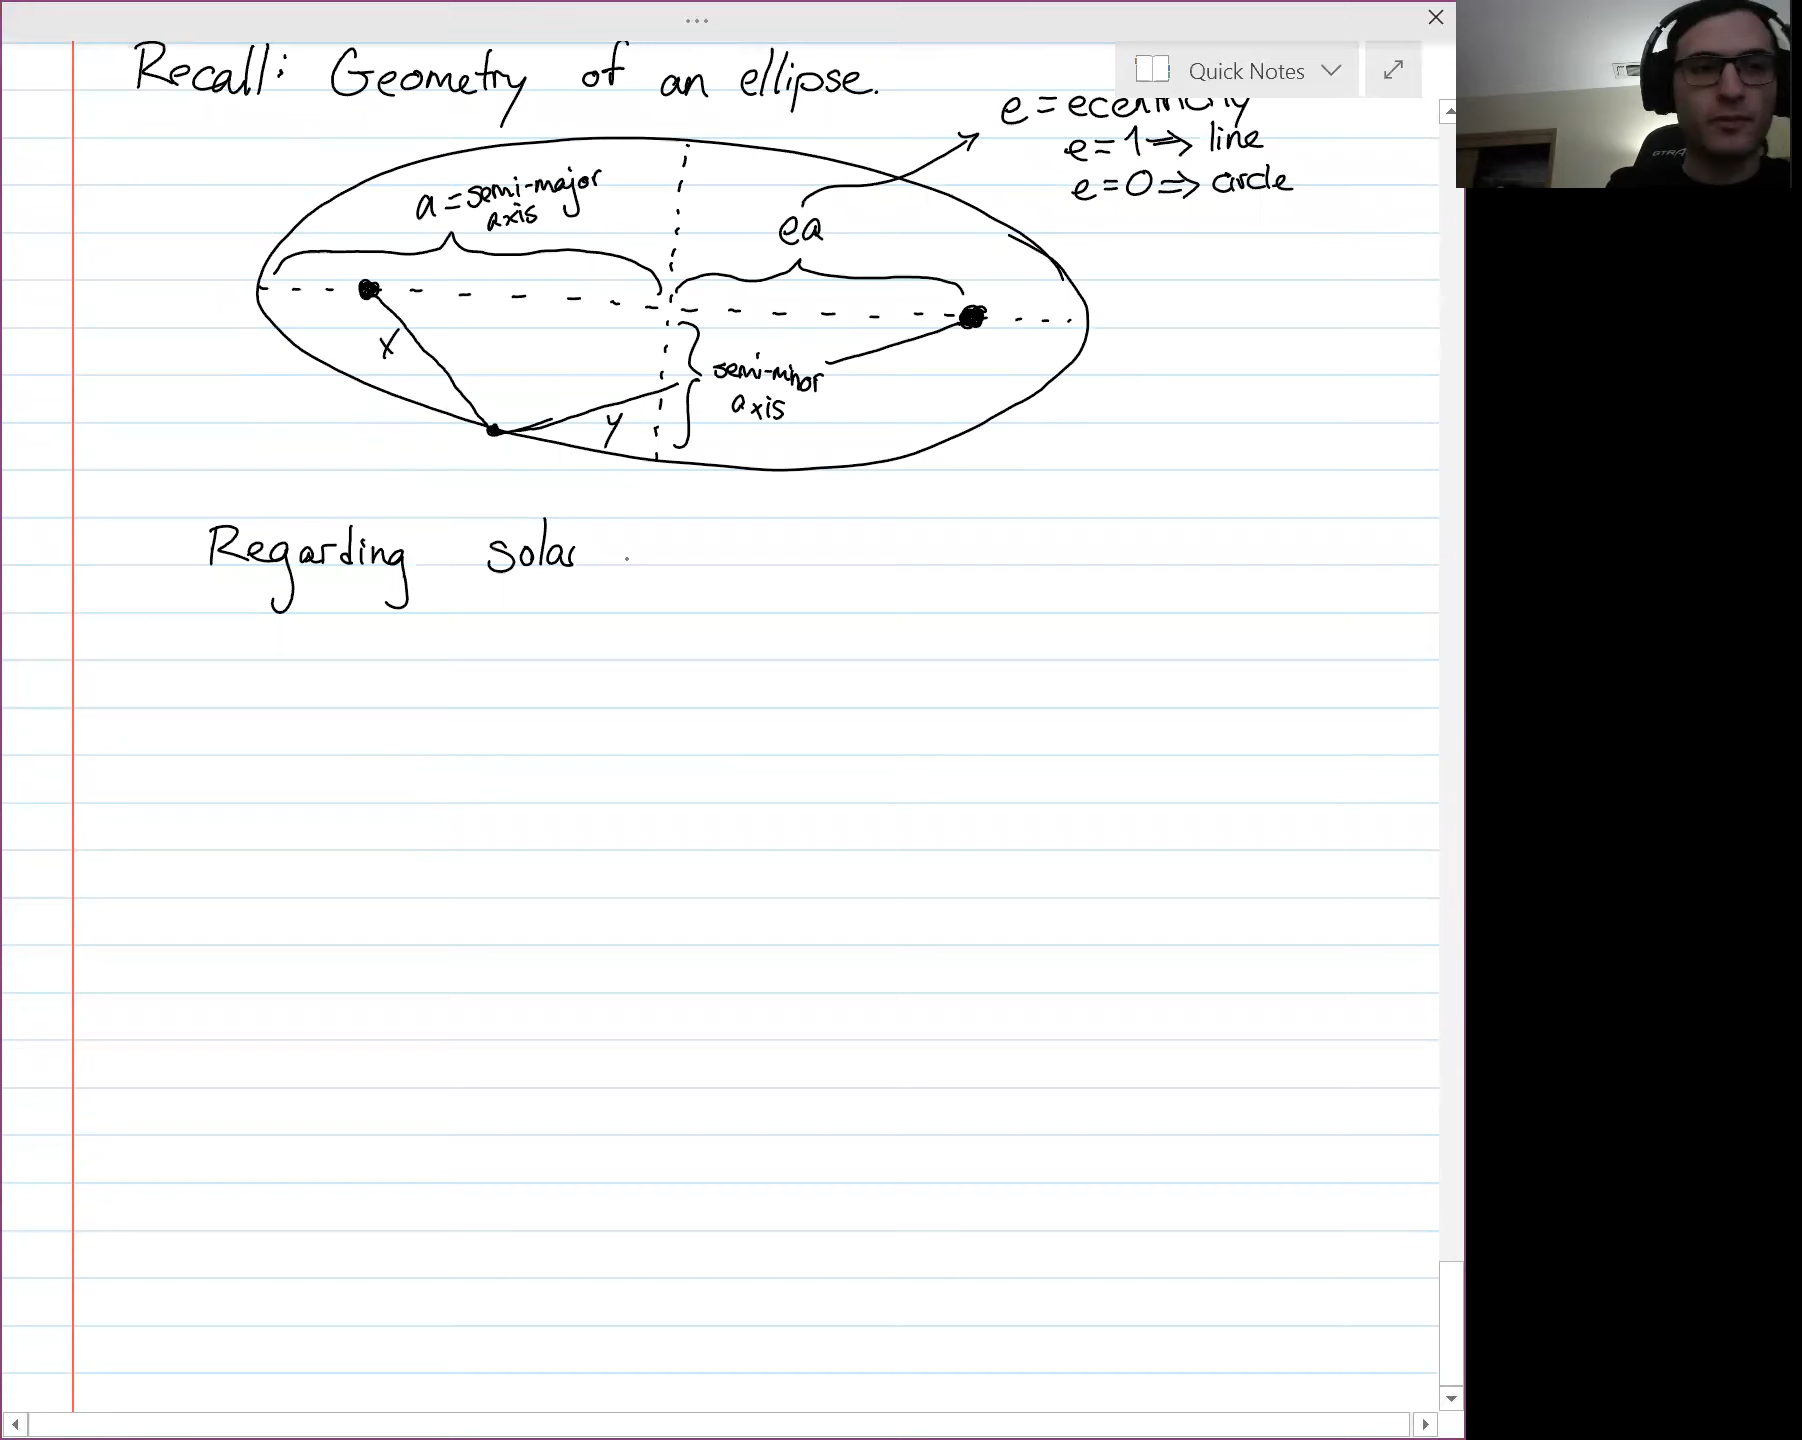 Quick Notes
Recall: Geometry of an ellipse.
e = eccentricity
e = 1 => line
e = 0 => circle
a = semi-major
axis
ea
x
semi-minor
axis
y
Regarding solar